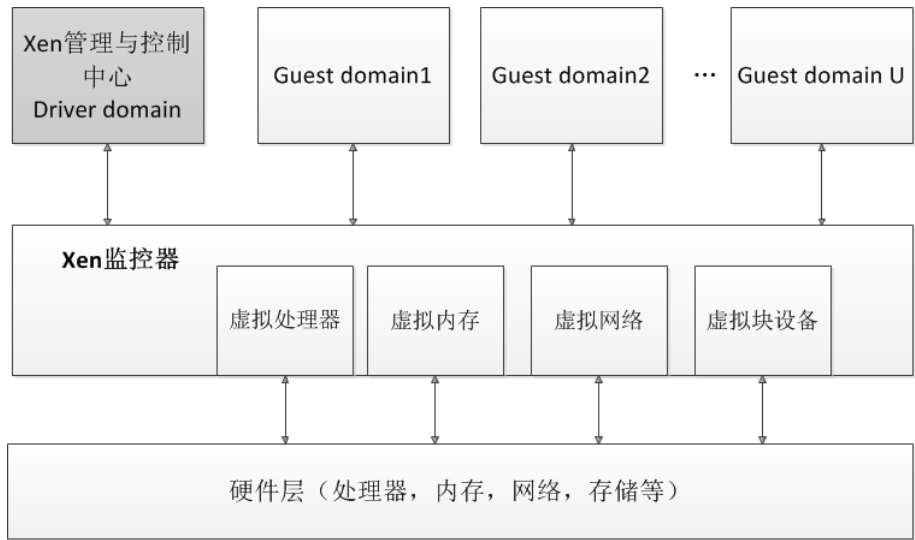 Xen管理与控制
中心
Driver domain
Guest domain1
Guest domain2
...
Guest domain U
Xen监控器
虚拟处理器
虚拟内存
虚拟网络
虚拟块设备
硬件层（处理器，内存，网络，存储等）